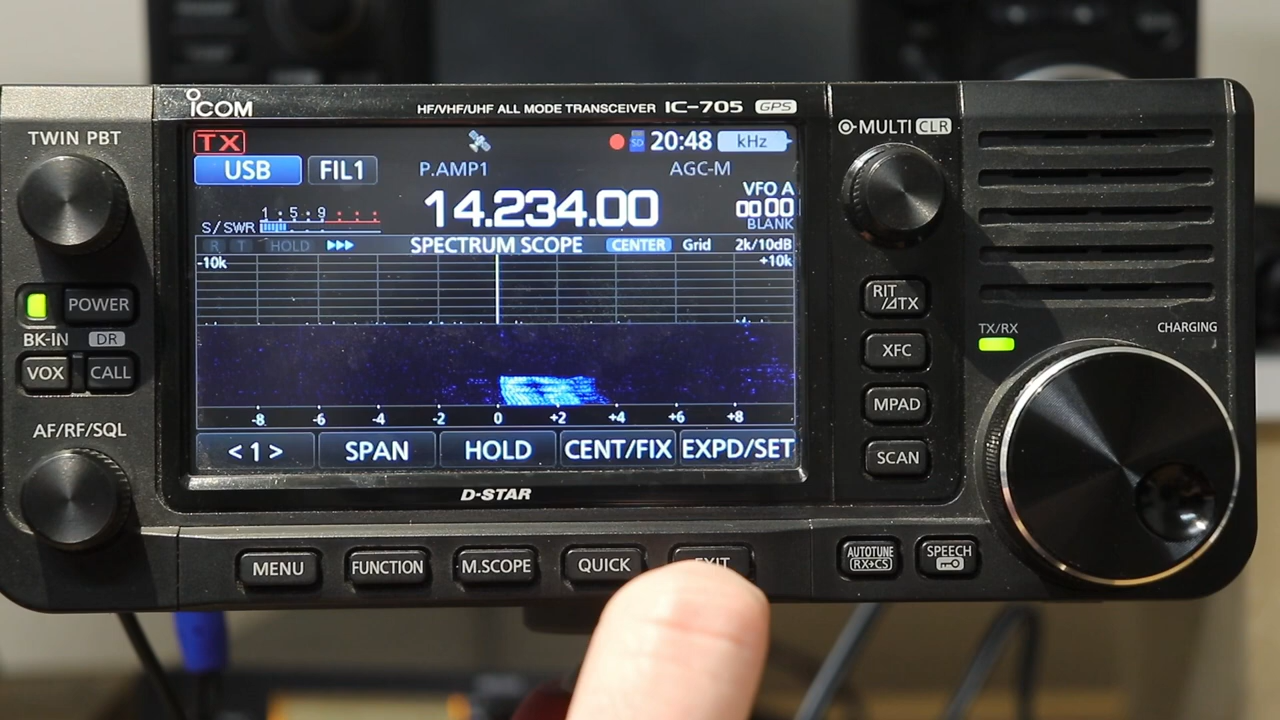 ICOM
HF/VHF/UHF ALL MODE TRANSCEIVER IC-705 GPS
TWIN PBT
MULTI CLR
TX
SD 20:48 kHz
USB FIL1 P.AMP1 AGC-M
14.234.00
VFO A
00 00
BLANK
S/SWR 1 : 5 : 9
R T HOLD SPECTRUM SCOPE CENTER Grid 2k/10dB
-10k +10k
-8 -6 -4 -2 0 +2 +4 +6 +8
< 1 > SPAN HOLD CENT/FIX EXPD/SET
D-STAR
POWER
BK-IN DR
VOX CALL
AF/RF/SQL
RIT
/⊿TX
XFC
MPAD
SCAN
TX/RX CHARGING
MENU FUNCTION M.SCOPE QUICK EXIT
AUTOTUNE
RX→CS
SPEECH